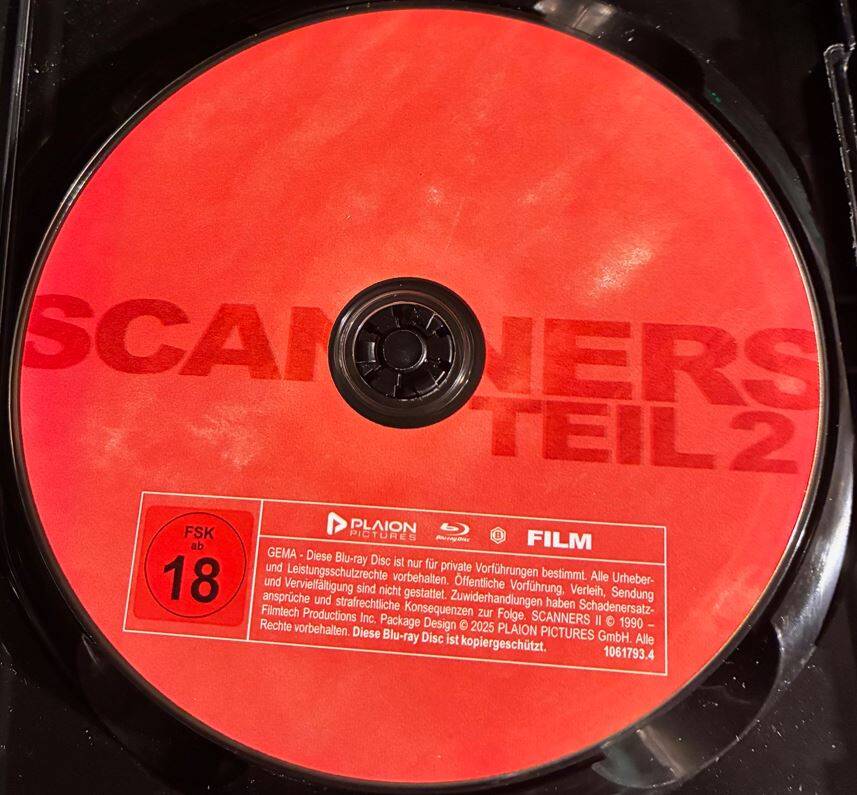 SCANNERS
TEIL 2
FSK
ab
18
PLAION
PICTURES
Blu-ray Disc
B
FILM
GEMA - Diese Blu-ray Disc ist nur für private Vorführungen bestimmt. Alle Urheber-
und Leistungsschutzrechte vorbehalten. Öffentliche Vorführung, Verleih, Sendung
und Vervielfältigung sind nicht gestattet. Zuwiderhandlungen haben Schadenersatz-
ansprüche und strafrechtliche Konsequenzen zur Folge. SCANNERS II © 1990 –
Filmtech Productions Inc. Package Design © 2025 PLAION PICTURES GmbH. Alle
Rechte vorbehalten. Diese Blu-ray Disc ist kopiergeschützt.
1061793.4